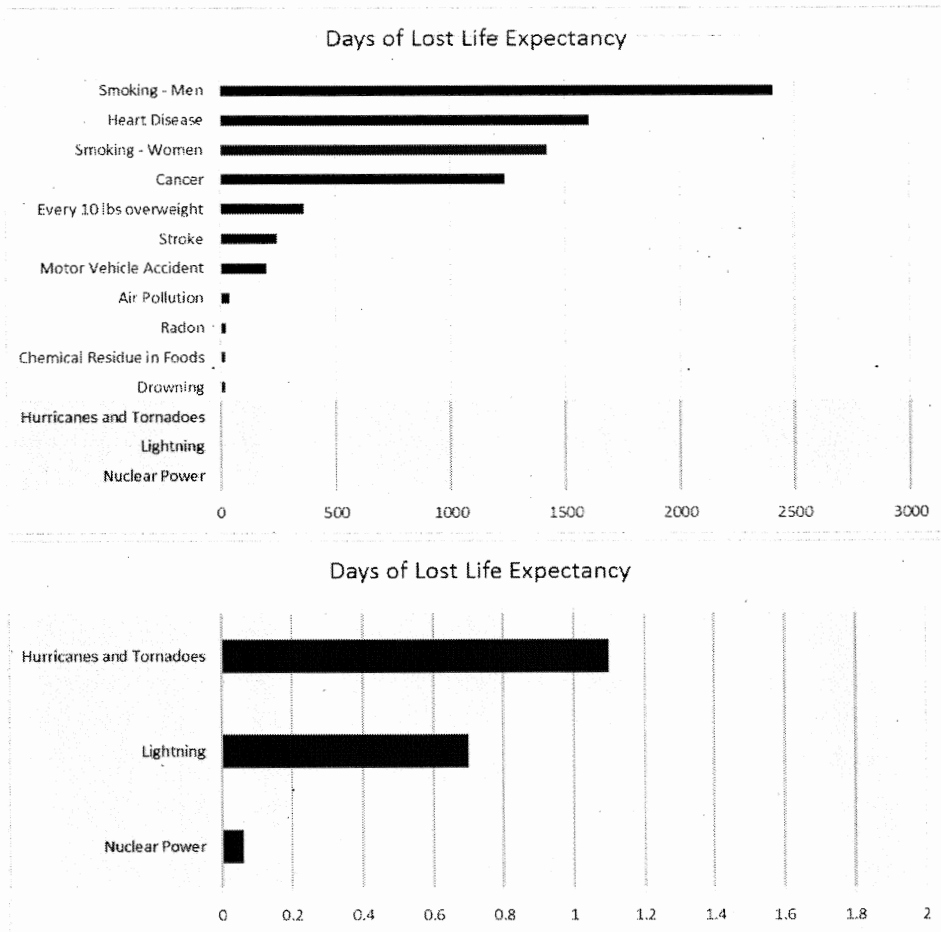 Days of Lost Life Expectancy
Smoking - Men
Heart Disease
Smoking - Women
Cancer
Every 10 lbs overweight
Stroke
Motor Vehicle Accident
Air Pollution
Radon
Chemical Residue in Foods
Drowning
Hurricanes and Tornadoes
Lightning
Nuclear Power
0 500 1000 1500 2000 2500 3000
Days of Lost Life Expectancy
Hurricanes and Tornadoes
Lightning
Nuclear Power
0 0.2 0.4 0.6 0.8 1 1.2 1.4 1.6 1.8 2